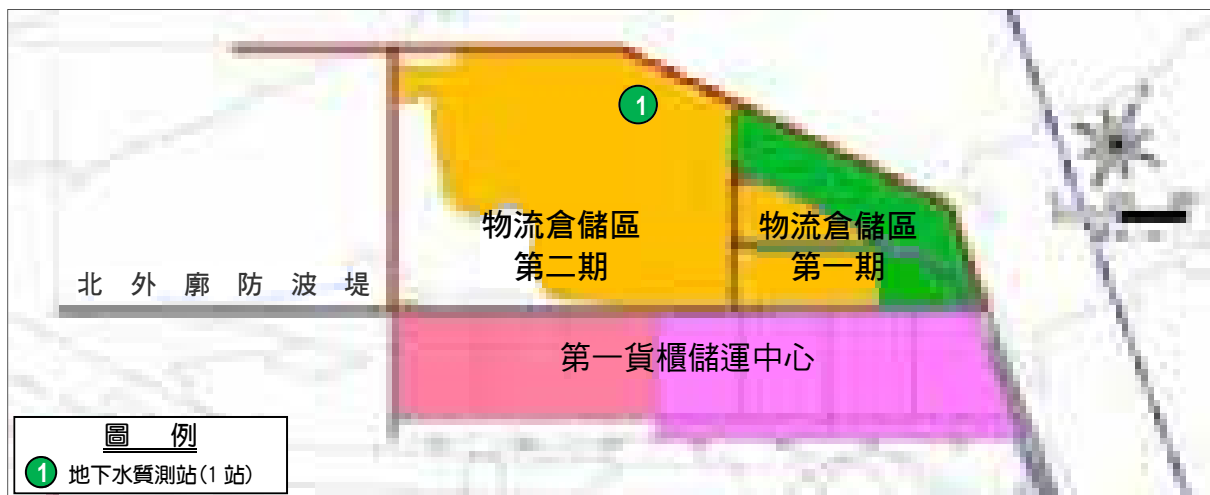 1
物流倉儲區
第二期
物流倉儲區
第一期
北外廓防波堤
第一貨櫃儲運中心
圖 例
1 地下水質測站(1 站)